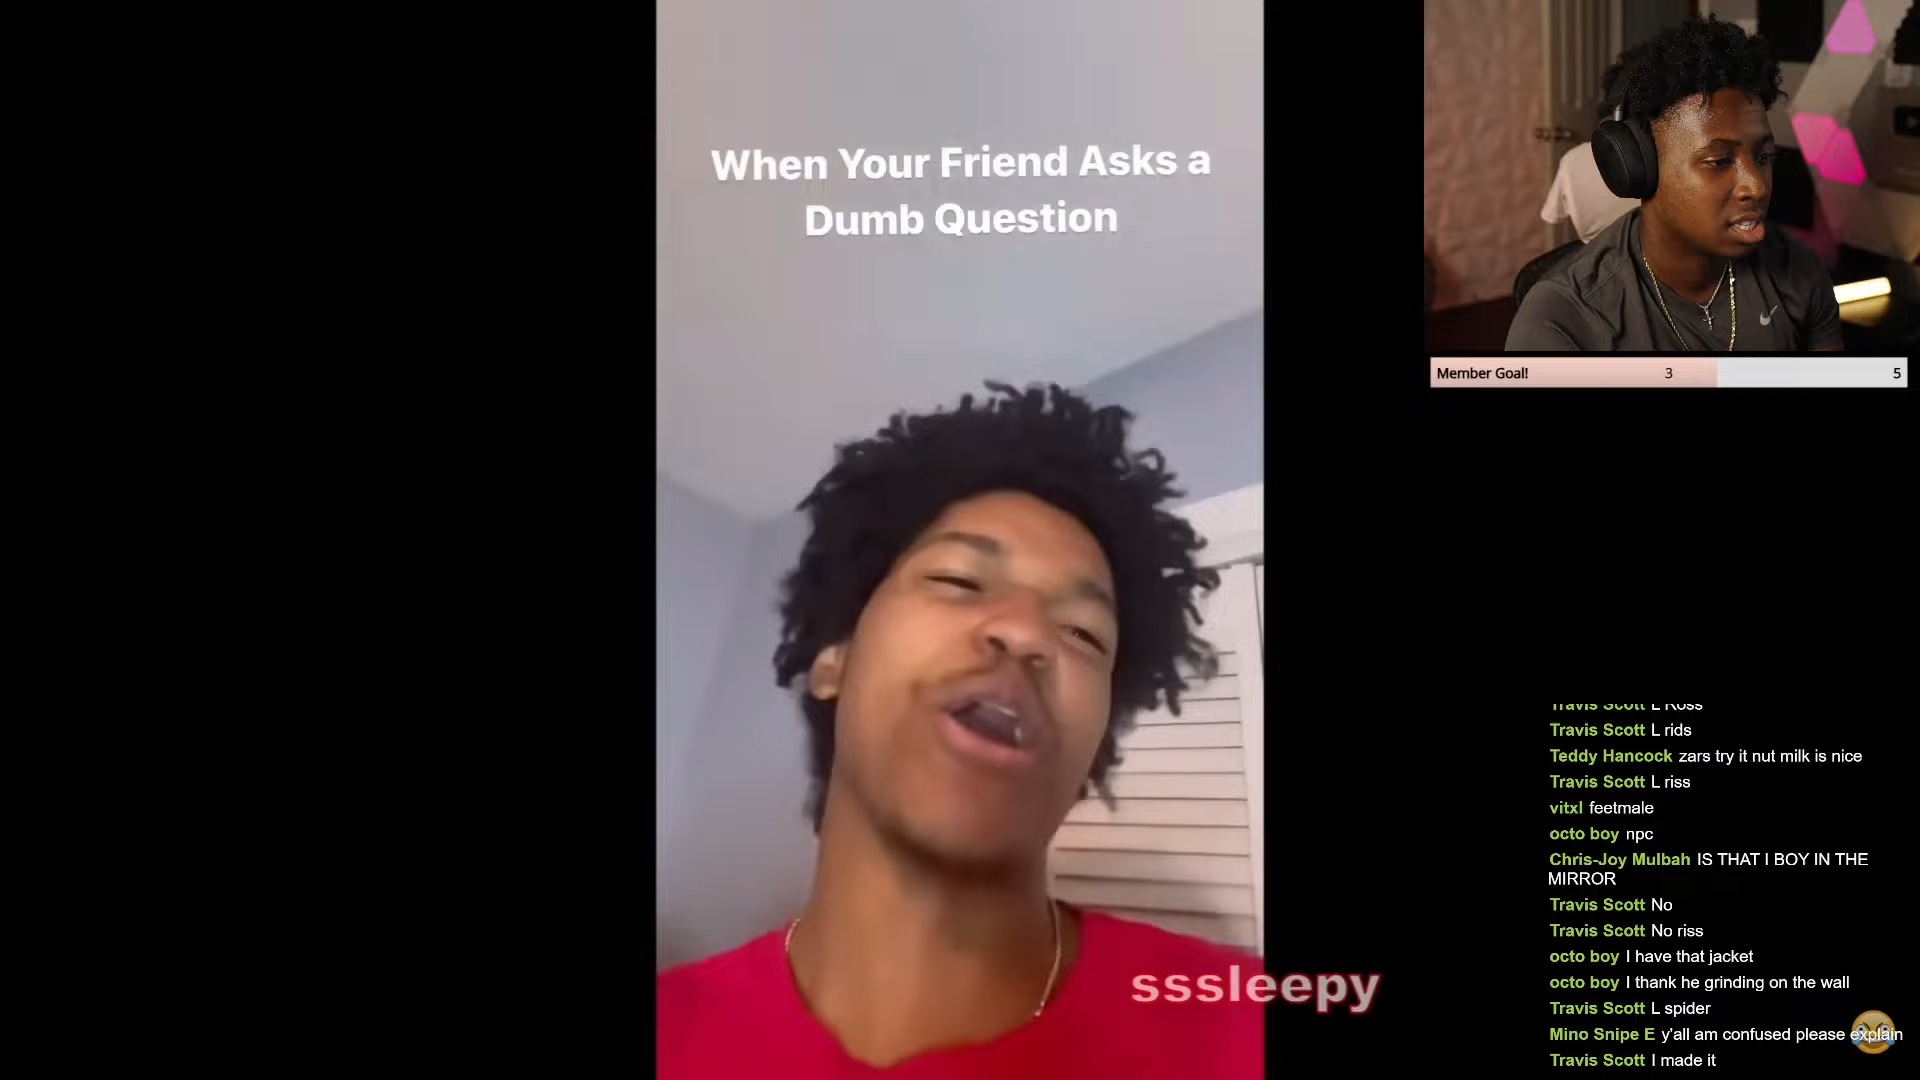 When Your Friend Asks a
Dumb Question
Member Goal! 3 5
sssleepy
Travis Scott L Ross
Travis Scott L rids
Teddy Hancock zars try it nut milk is nice
Travis Scott L riss
vitxl feetmale
octo boy npc
Chris-Joy Mulbah IS THAT I BOY IN THE
MIRROR
Travis Scott No
Travis Scott No riss
octo boy I have that jacket
octo boy I thank he grinding on the wall
Travis Scott L spider
Mino Snipe E y'all am confused please explain
Travis Scott I made it